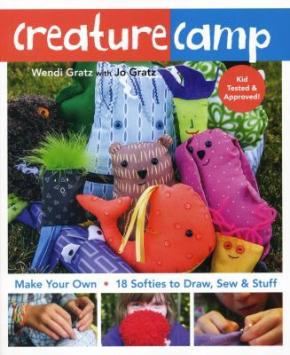 creature camp
Wendi Gratz with Jo Gratz
Kid
Tested &
Approved!
Make Your Own • 18 Softies to Draw, Sew & Stuff